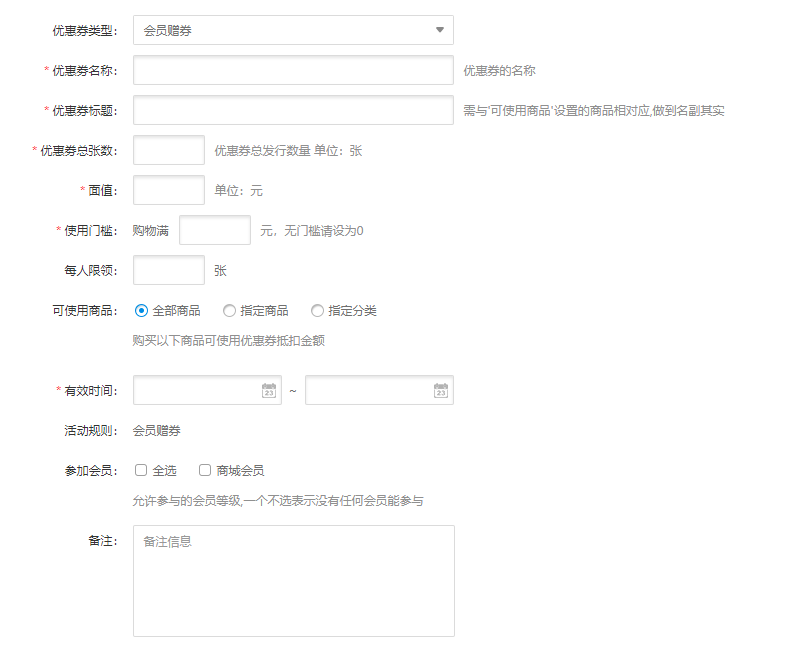 优惠券类型： 会员赠券
* 优惠券名称： 优惠券的名称
* 优惠券标题： 需与'可使用商品'设置的商品相对应,做到名副其实
* 优惠券总张数： 优惠券总发行数量 单位：张
* 面值： 单位：元
* 使用门槛： 购物满 元，无门槛请设为0
每人限领： 张
可使用商品： 全部商品 指定商品 指定分类
购买以下商品可使用优惠券抵扣金额
* 有效时间： 23 ~ 23
活动规则： 会员赠券
参加会员： 全选 商城会员
允许参与的会员等级,一个不选表示没有任何会员能参与
备注： 备注信息